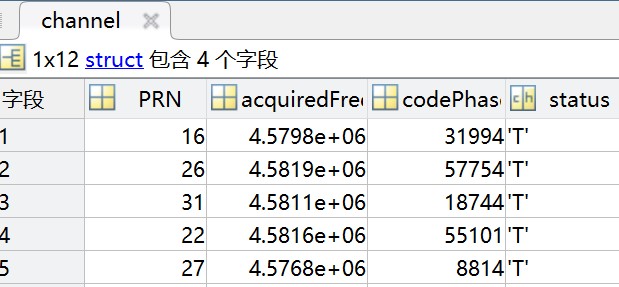 channel
1x12 struct 包含 4 个字段
字段 PRN acquiredFre codePhas status
1 16 4.5798e+06 31994 'T'
2 26 4.5819e+06 57754 'T'
3 31 4.5811e+06 18744 'T'
4 22 4.5816e+06 55101 'T'
5 27 4.5768e+06 8814 'T'